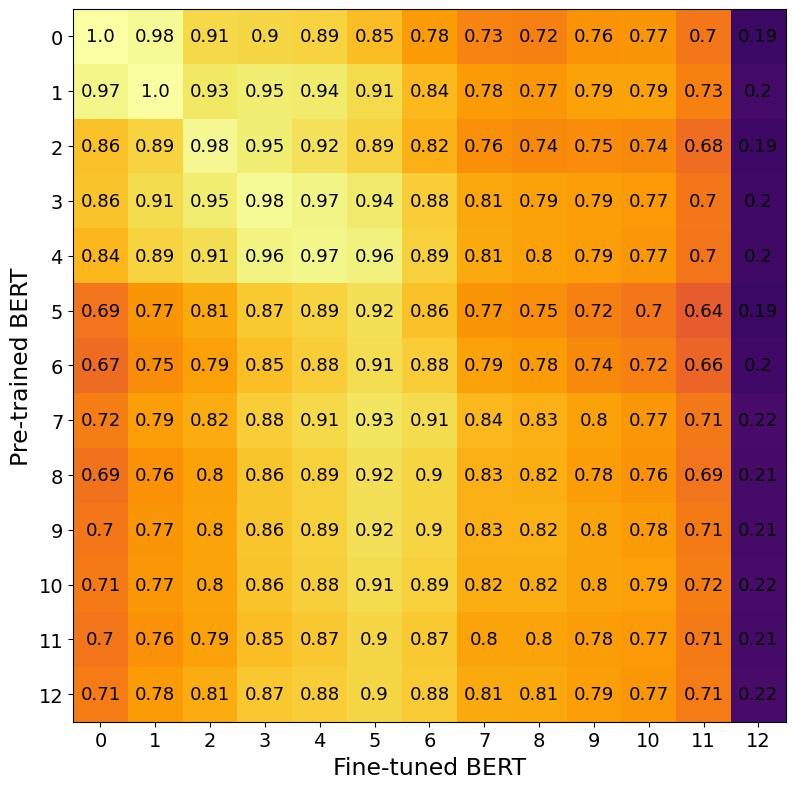 0 1.0 0.98 0.91 0.9 0.89 0.85 0.78 0.73 0.72 0.76 0.77 0.7 0.19
1 0.97 1.0 0.93 0.95 0.94 0.91 0.84 0.78 0.77 0.79 0.79 0.73 0.2
2 0.86 0.89 0.98 0.95 0.92 0.89 0.82 0.76 0.74 0.75 0.74 0.68 0.19
3 0.86 0.91 0.95 0.98 0.97 0.94 0.88 0.81 0.79 0.79 0.77 0.7 0.2
4 0.84 0.89 0.91 0.96 0.97 0.96 0.89 0.81 0.8 0.79 0.77 0.7 0.2
5 0.69 0.77 0.81 0.87 0.89 0.92 0.86 0.77 0.75 0.72 0.7 0.64 0.19
6 0.67 0.75 0.79 0.85 0.88 0.91 0.88 0.79 0.78 0.74 0.72 0.66 0.2
7 0.72 0.79 0.82 0.88 0.91 0.93 0.91 0.84 0.83 0.8 0.77 0.71 0.22
8 0.69 0.76 0.8 0.86 0.89 0.92 0.9 0.83 0.82 0.78 0.76 0.69 0.21
9 0.7 0.77 0.8 0.86 0.89 0.92 0.9 0.83 0.82 0.8 0.78 0.71 0.21
10 0.71 0.77 0.8 0.86 0.88 0.91 0.89 0.82 0.82 0.8 0.79 0.72 0.22
11 0.7 0.76 0.79 0.85 0.87 0.9 0.87 0.8 0.8 0.78 0.77 0.71 0.21
12 0.71 0.78 0.81 0.87 0.88 0.9 0.88 0.81 0.81 0.79 0.77 0.71 0.22
0 1 2 3 4 5 6 7 8 9 10 11 12
Fine-tuned BERT
Pre-trained BERT